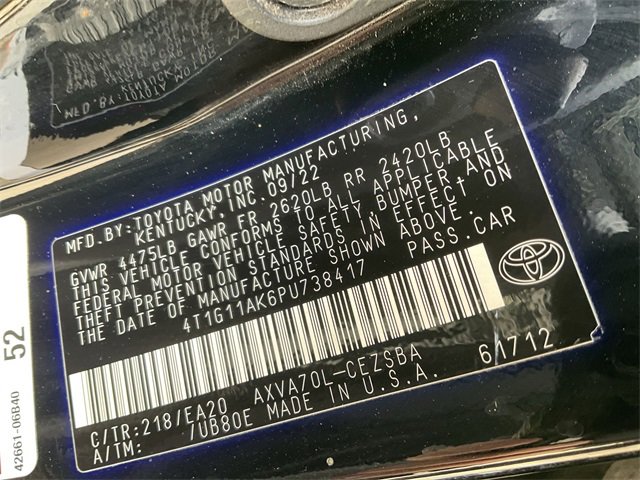 MFD.BY:TOYOTA MOTOR MANUFACTURING,
KENTUCKY,INC.09/22
GVWR 4475LB GAWR FR 2620LB RR 2420LB
THIS VEHICLE CONFORMS TO ALL APPLICABLE
FEDERAL MOTOR VEHICLE SAFETY,BUMPER,AND
THEFT PREVENTION STANDARDS IN EFFECT ON
THE DATE OF MANUFACTURE SHOWN ABOVE.
4T1G11AK6PU738417 PASS.CAR
C/TR:218/EA20 AXVA70L-CEZSBA 61712
A/TM: /UB80E MADE IN U.S.A.
TOYOTA
52
42661-06B40